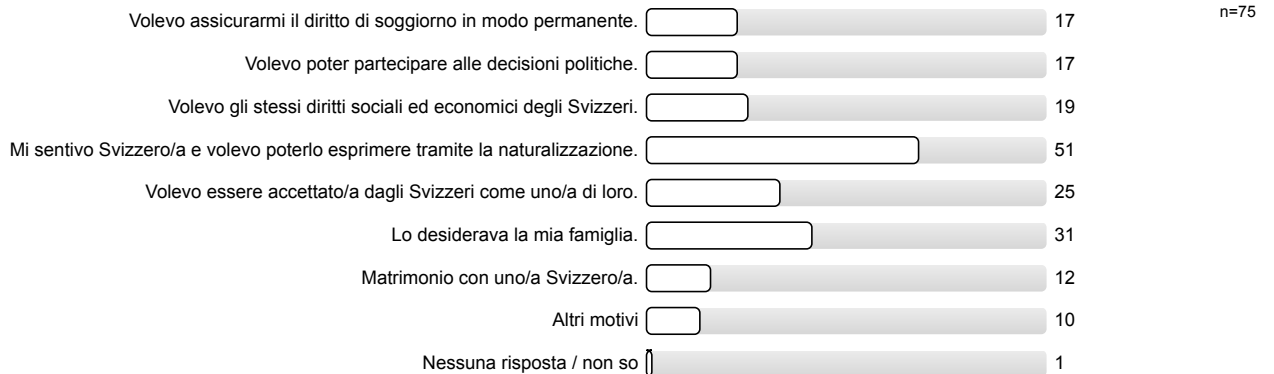 n=75
Volevo assicurarmi il diritto di soggiorno in modo permanente. 17
Volevo poter partecipare alle decisioni politiche. 17
Volevo gli stessi diritti sociali ed economici degli Svizzeri. 19
Mi sentivo Svizzero/a e volevo poterlo esprimere tramite la naturalizzazione. 51
Volevo essere accettato/a dagli Svizzeri come uno/a di loro. 25
Lo desiderava la mia famiglia. 31
Matrimonio con uno/a Svizzero/a. 12
Altri motivi 10
Nessuna risposta / non so 1